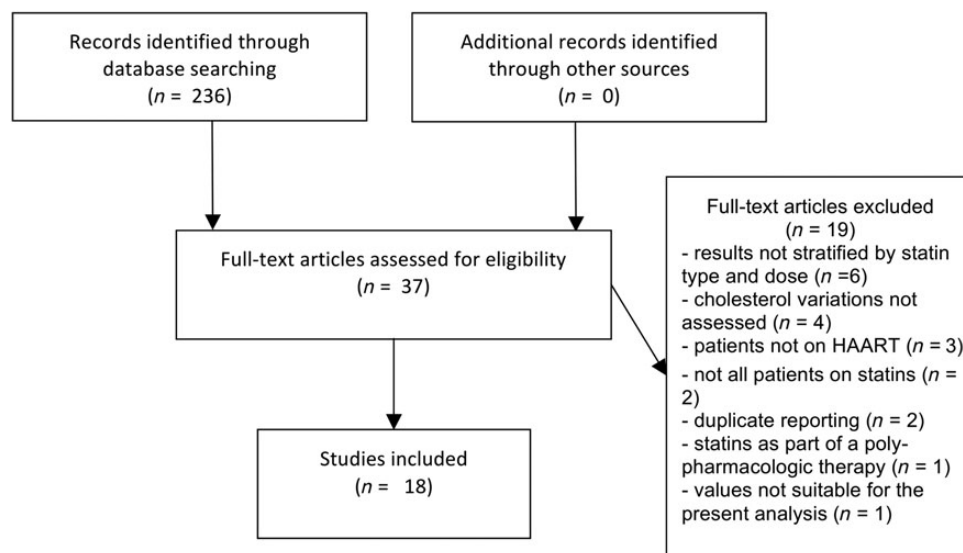 Records identified through
database searching
(n = 236)
Additional records identified
through other sources
(n = 0)
Full-text articles assessed for eligibility
(n = 37)
Full-text articles excluded
(n = 19)
- results not stratified by statin
type and dose (n =6)
- cholesterol variations not
assessed (n = 4)
- patients not on HAART (n = 3)
- not all patients on statins (n =
2)
- duplicate reporting (n = 2)
- statins as part of a poly-
pharmacologic therapy (n = 1)
- values not suitable for the
present analysis (n = 1)
Studies included
(n = 18)